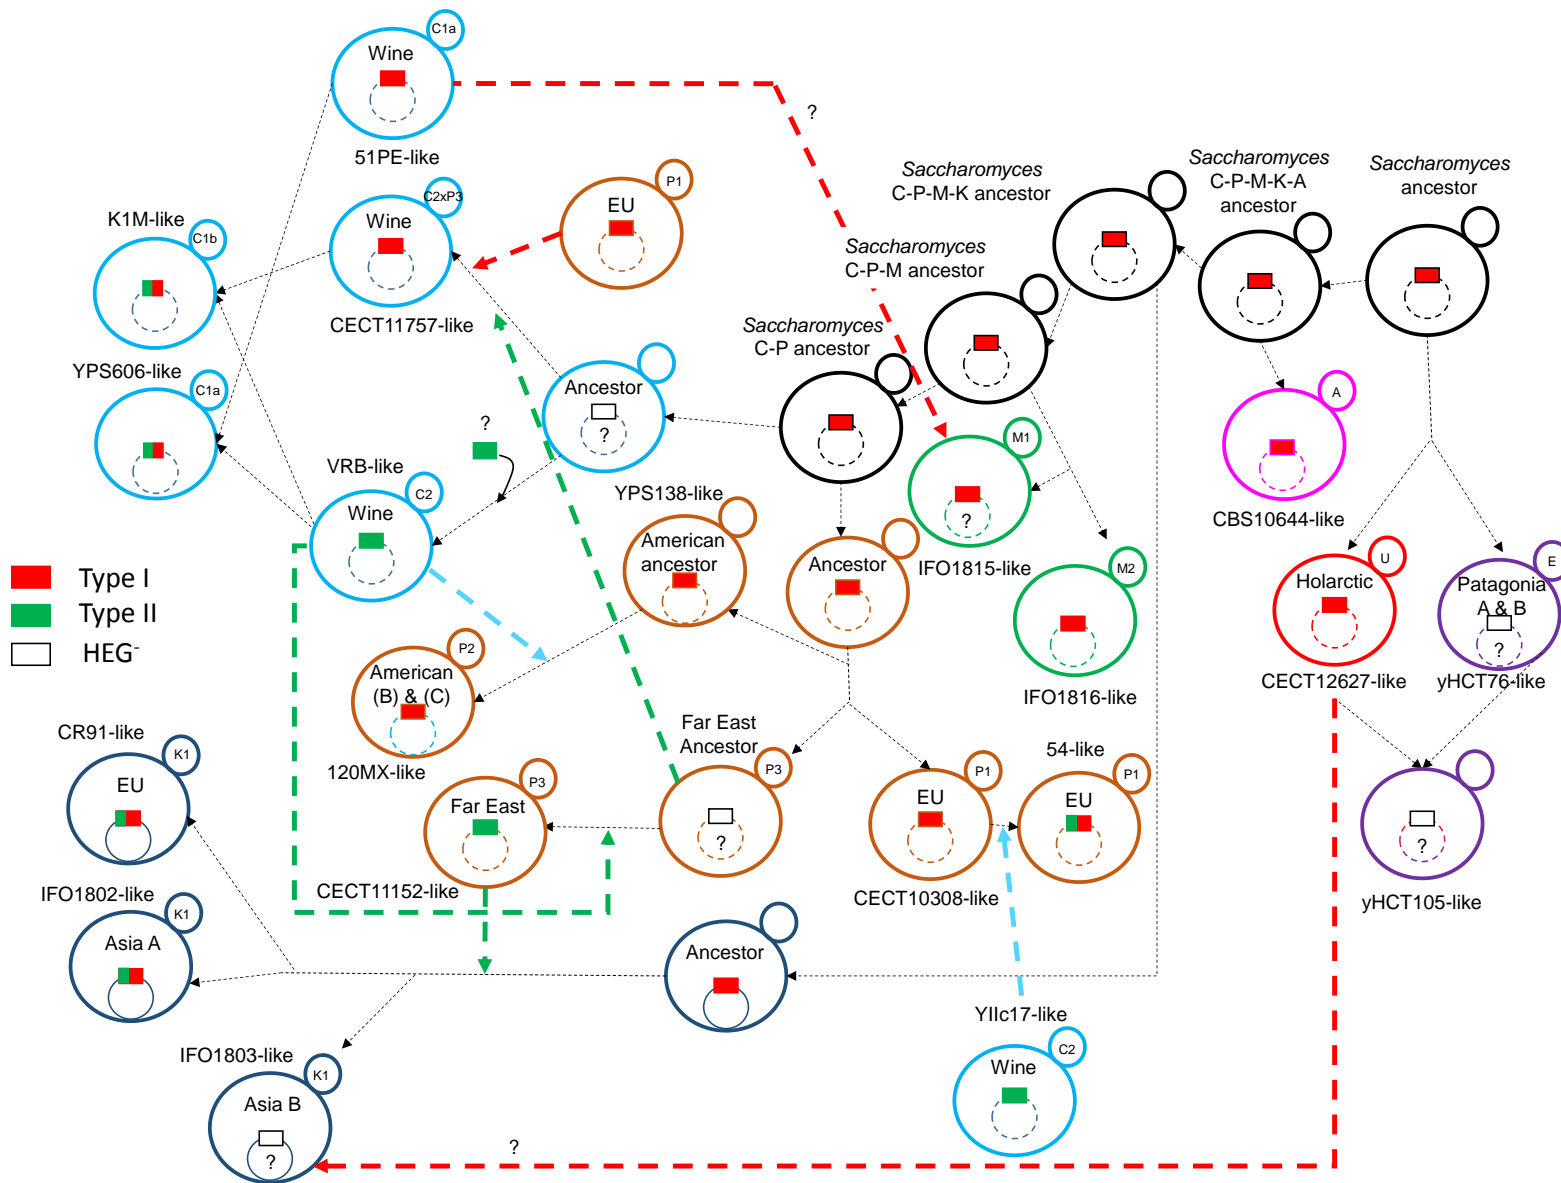 C1a
Wine
51PE-like
?
C2xP3
Wine
CECT11757-like
P1
EU
K1M-like
C1b
YPS606-like
C1a
Saccharomyces
C-P-M-K ancestor
Saccharomyces
C-P-M-K-A
ancestor
Saccharomyces
ancestor
Saccharomyces
C-P-M ancestor
Saccharomyces
C-P ancestor
Ancestor
?
?
VRB-like
C2
Wine
YPS138-like
American
ancestor
Ancestor
M1
?
IFO1815-like
M2
IFO1816-like
A
CBS10644-like
U
Holarctic
CECT12627-like
E
Patagonia
A & B
?
yHCT76-like
Type I
Type II
HEG-
P2
American
(B) & (C)
120MX-like
Far East
Ancestor
P3
?
P3
Far East
CECT11152-like
P1
EU
CECT10308-like
54-like
P1
EU
?
yHCT105-like
CR91-like
K1
EU
IFO1802-like
K1
Asia A
Ancestor
IFO1803-like
K1
Asia B
?
?
YIIc17-like
C2
Wine